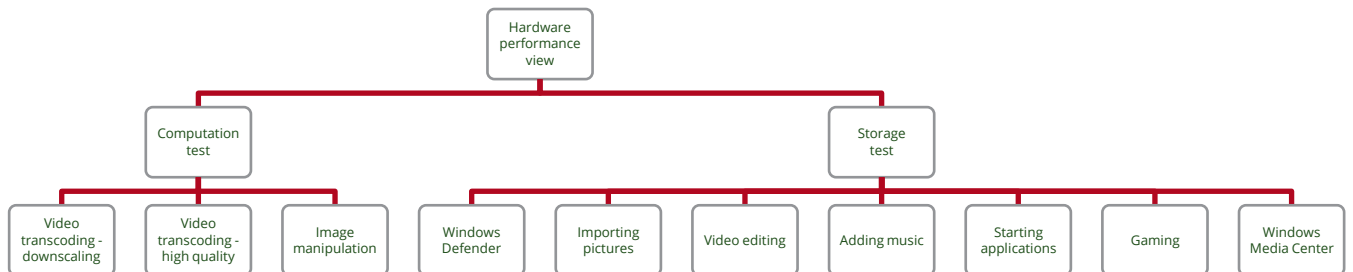 Hardware
performance
view
Computation
test
Storage
test
Video
transcoding -
downscaling
Video
transcoding -
high quality
Image
manipulation
Windows
Defender
Importing
pictures
Video editing
Adding music
Starting
applications
Gaming
Windows
Media Center